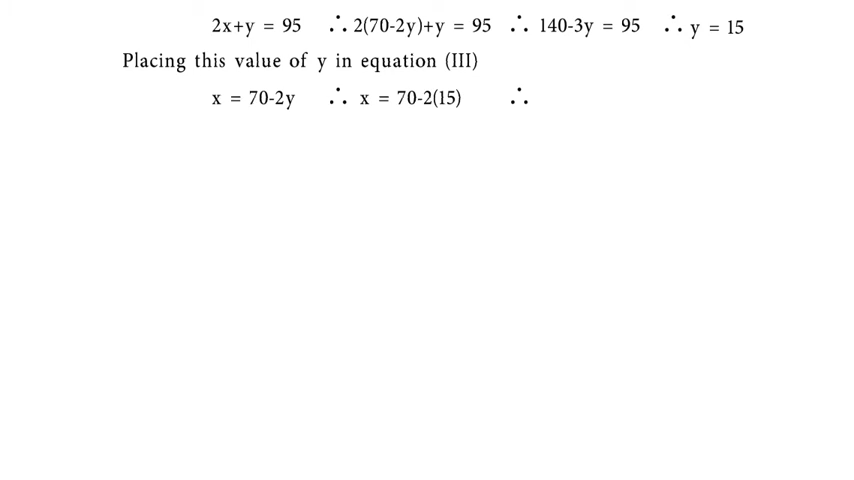 2x+y = 95 ∴ 2(70-2y)+y = 95 ∴ 140-3y = 95 ∴ y = 15
Placing this value of y in equation (III)
x = 70-2y ∴ x = 70-2(15) ∴